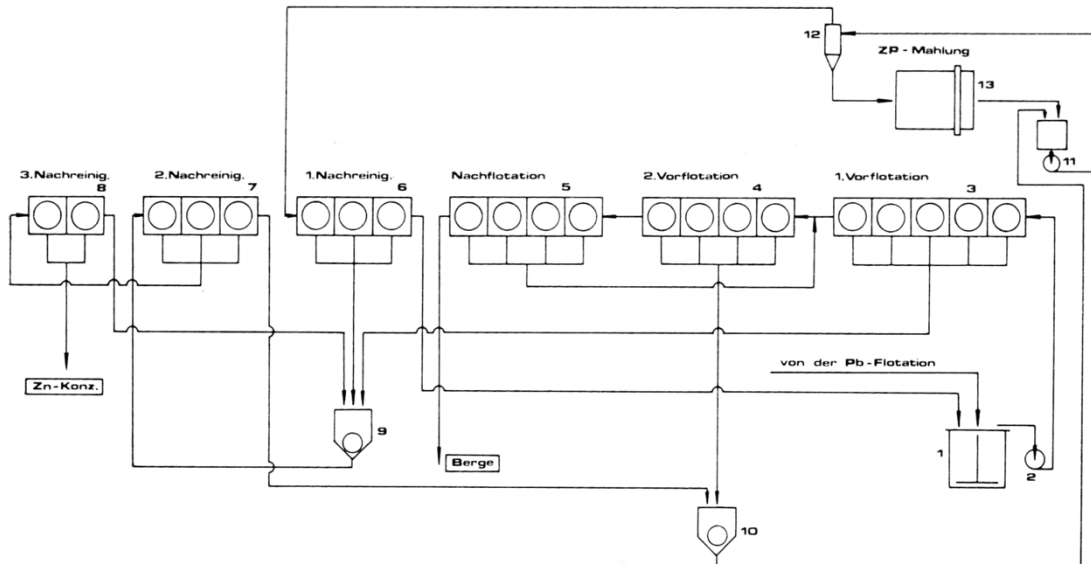 12
ZP - Mahlung
13
11
3.Nachreinig.
8
2.Nachreinig.
7
1.Nachreinig.
6
Nachflotation
5
2.Vorflotation
4
1.Vorflotation
3
von der Pb-Flotation
Zn-Konz.
9
Berge
1
2
10